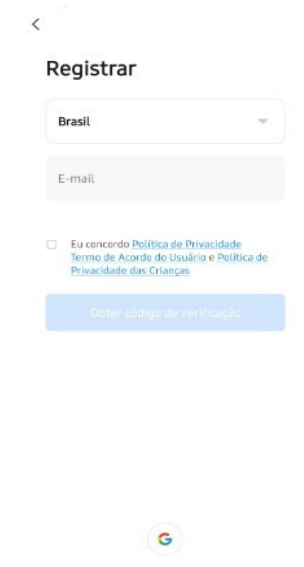 Registrar
Brasil
E-mail
Eu concordo Política de Privacidade
Termo de Acordo do Usuário e Política de
Privacidade das Crianças
Obter código de verificação